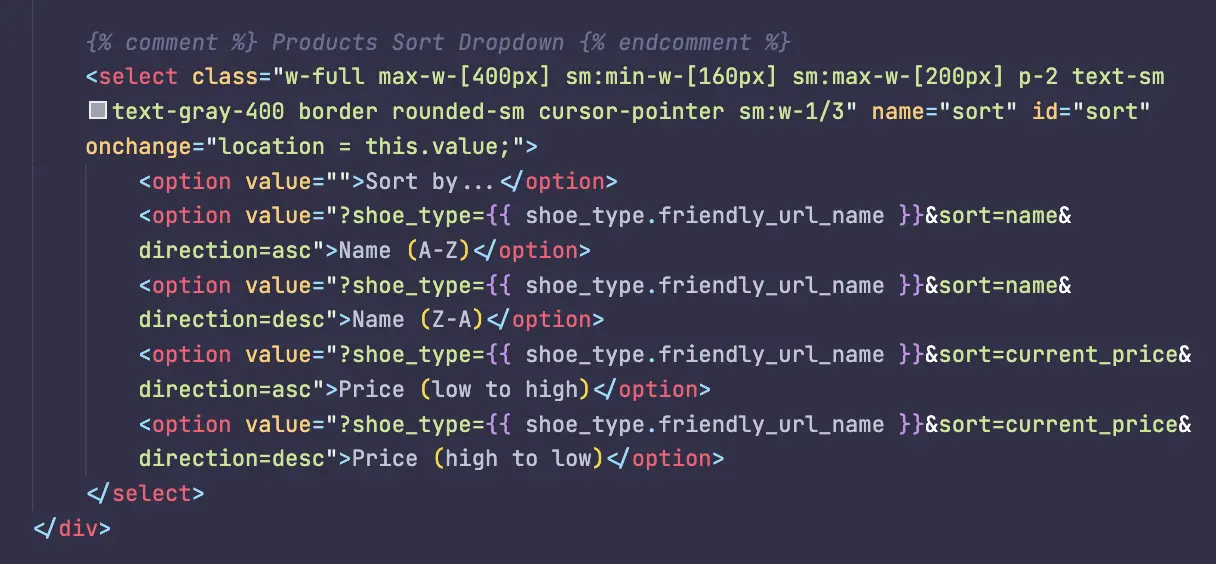 {% comment %} Products Sort Dropdown {% endcomment %}
<select class="w-full max-w-[400px] sm:min-w-[160px] sm:max-w-[200px] p-2 text-sm
text-gray-400 border rounded-sm cursor-pointer sm:w-1/3" name="sort" id="sort"
onchange="location = this.value;">
<option value="">Sort by...</option>
<option value="?shoe_type={{ shoe_type.friendly_url_name }}&sort=name&
direction=asc">Name (A-Z)</option>
<option value="?shoe_type={{ shoe_type.friendly_url_name }}&sort=name&
direction=desc">Name (Z-A)</option>
<option value="?shoe_type={{ shoe_type.friendly_url_name }}&sort=current_price&
direction=asc">Price (low to high)</option>
<option value="?shoe_type={{ shoe_type.friendly_url_name }}&sort=current_price&
direction=desc">Price (high to low)</option>
</select>
</div>